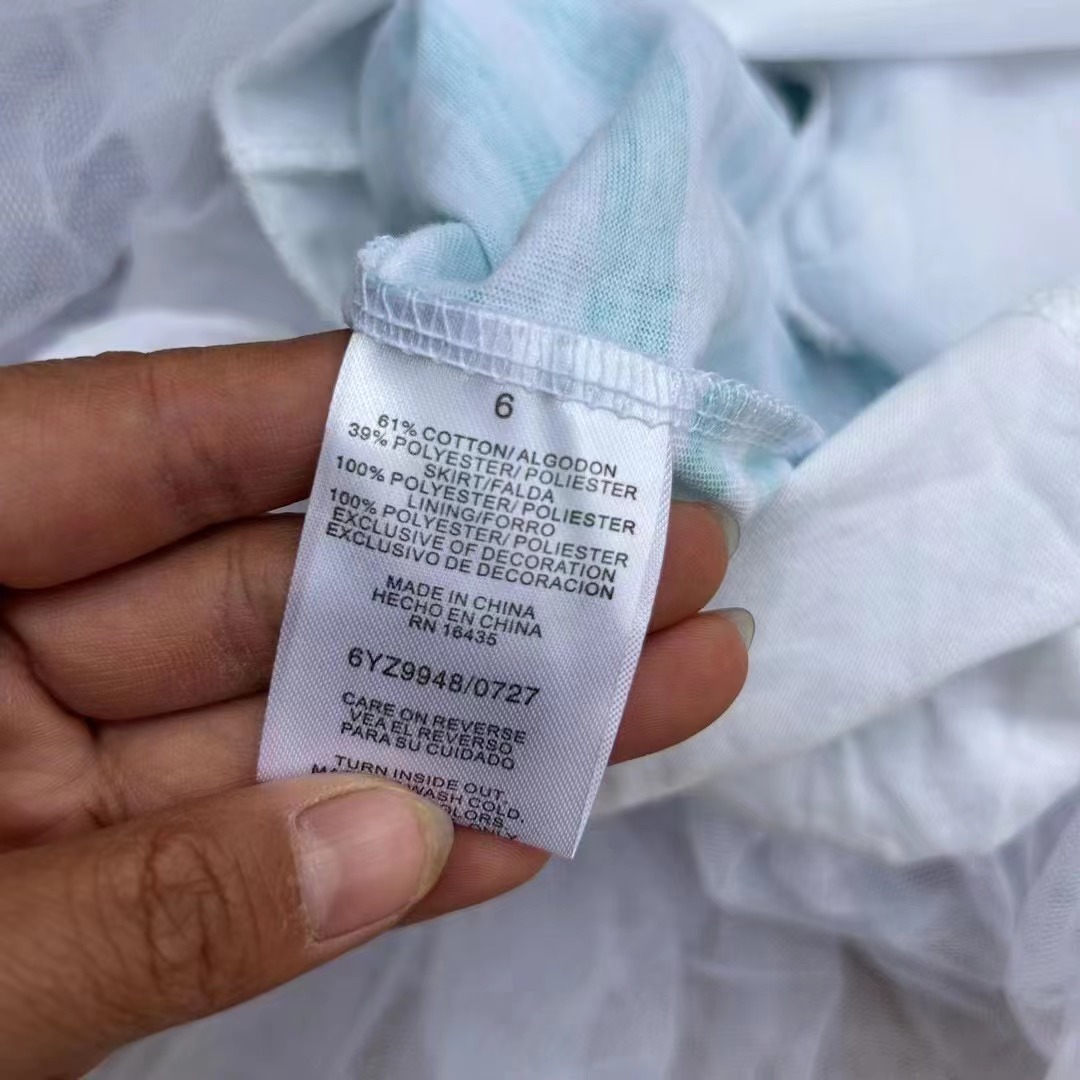 6
61% COTTON/ALGODON
39% POLYESTER/POLIESTER
SKIRT/FALDA
100% POLYESTER/POLIESTER
LINING/FORRO
100% POLYESTER/POLIESTER
EXCLUSIVE OF DECORATION
EXCLUSIVO DE DECORACIÓN
MADE IN CHINA
HECHO EN CHINA
RN 16435
6YZ9948/0727
CARE ON REVERSE
VEA EL REVERSO
PARA SU CUIDADO
TURN INSIDE OUT
WASH COLD.